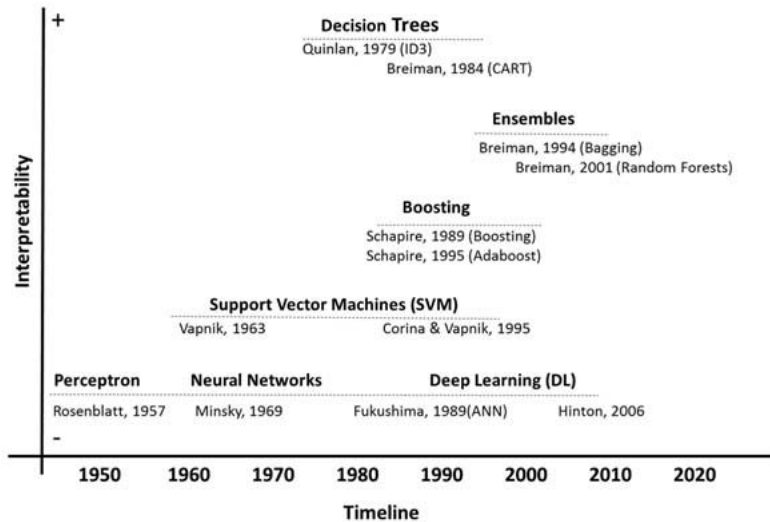 +
Decision Trees
Quinlan, 1979 (ID3)
Breiman, 1984 (CART)
Ensembles
Breiman, 1994 (Bagging)
Breiman, 2001 (Random Forests)
Interpretability
Boosting
Schapire, 1989 (Boosting)
Schapire, 1995 (Adaboost)
Support Vector Machines (SVM)
Vapnik, 1963 Corina & Vapnik, 1995
Perceptron Neural Networks Deep Learning (DL)
Rosenblatt, 1957 Minsky, 1969 Fukushima, 1989(ANN) Hinton, 2006
-
1950 1960 1970 1980 1990 2000 2010 2020
Timeline